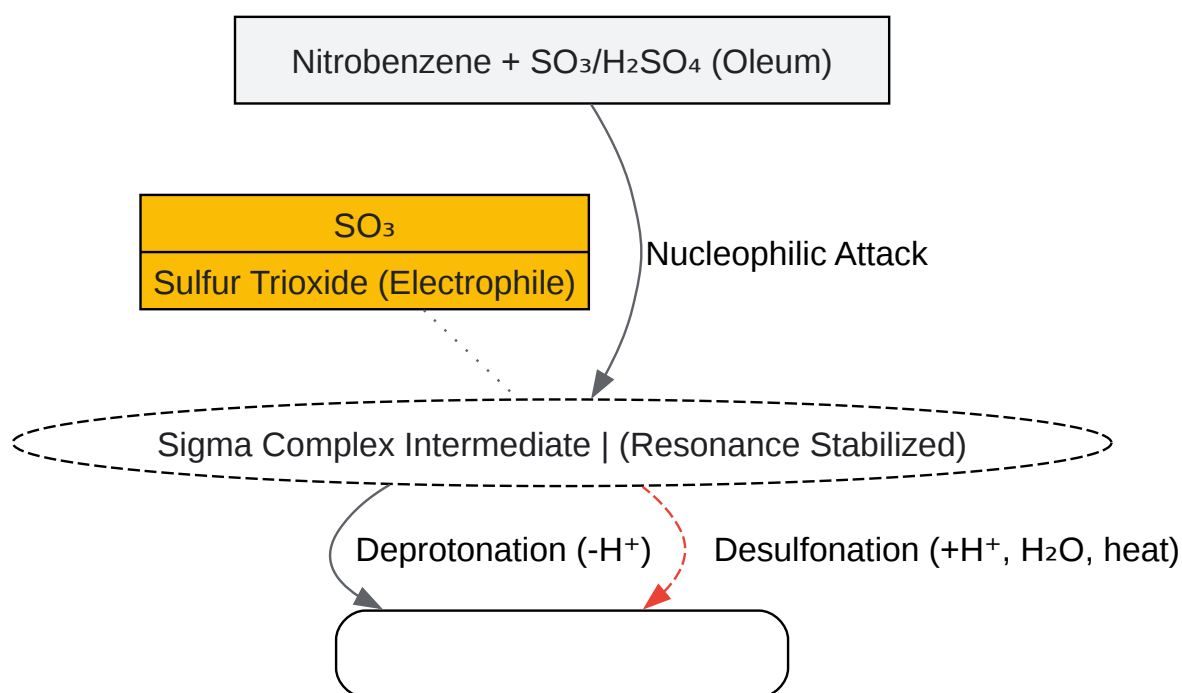 Nitrobenzene + SO₃/H₂SO₄ (Oleum)
SO₃
Sulfur Trioxide (Electrophile)
Nucleophilic Attack
Sigma Complex Intermediate | (Resonance Stabilized)
Deprotonation (-H⁺)
Desulfonation (+H⁺, H₂O, heat)